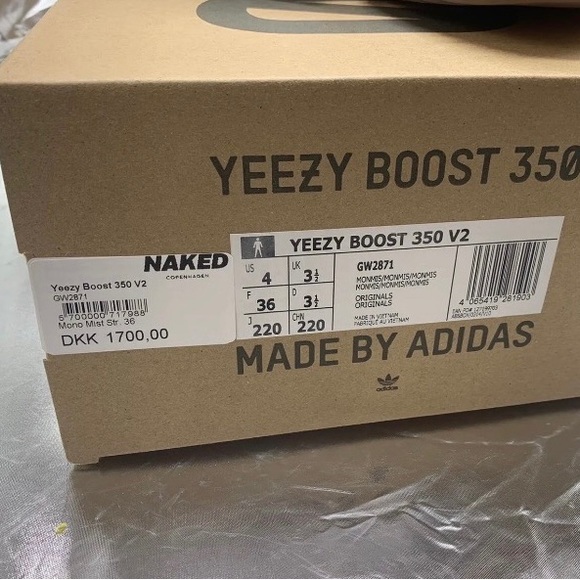 YEEZY BOOST 350
NAKED
COPENHAGEN
Yeezy Boost 350 V2
GW2871
5 700000 717988
Mono Mist Str. 36
DKK 1700,00
YEEZY BOOST 350 V2
US 4 UK 3½
F 36 D 3½
J 220 CHN 220
GW2871
MONMIS/MONMIS/MONMIS
MONMIS/MONMIS/MONMIS
ORIGINALS
ORIGINALS
MADE IN VIETNAM
FABRIQUÉ AU VIETNAM
4 065419 281903
MADE BY ADIDAS
adidas